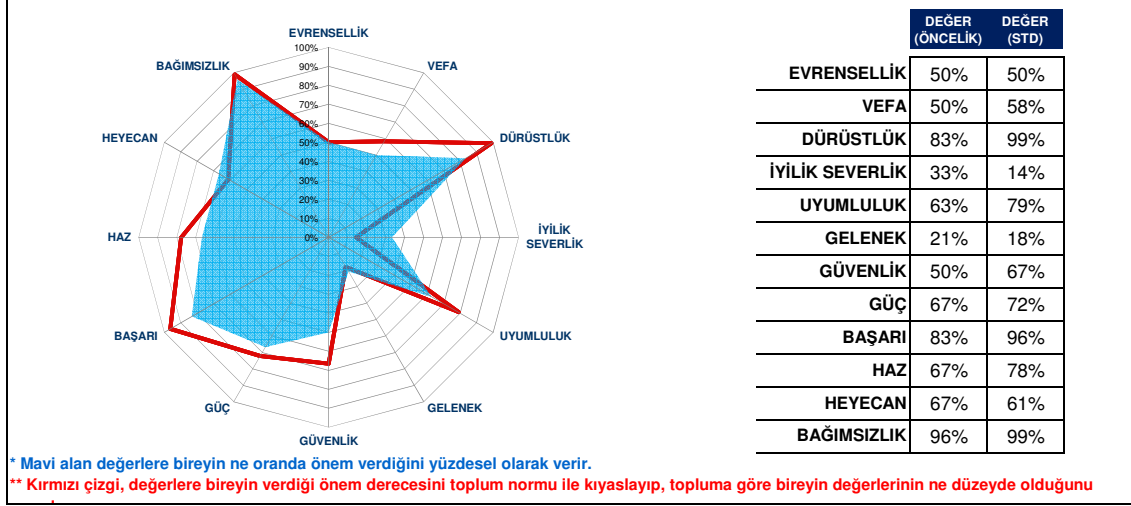 EVRENSELLİK
100%
90%
80%
70%
60%
50%
40%
30%
20%
10%
0%
VEFA
DÜRÜSTLÜK
İYİLİK
SEVERLİK
UYUMLULUK
GELENEK
GÜVENLİK
GÜÇ
BAŞARI
HAZ
HEYECAN
BAĞIMSIZLIK
DEĞER (ÖNCELİK) DEĞER (STD)
EVRENSELLİK 50% 50%
VEFA 50% 58%
DÜRÜSTLÜK 83% 99%
İYİLİK SEVERLİK 33% 14%
UYUMLULUK 63% 79%
GELENEK 21% 18%
GÜVENLİK 50% 67%
GÜÇ 67% 72%
BAŞARI 83% 96%
HAZ 67% 78%
HEYECAN 67% 61%
BAĞIMSIZLIK 96% 99%
* Mavi alan değerlere bireyin ne oranda önem verdiğini yüzdesel olarak verir.
** Kırmızı çizgi, değerlere bireyin verdiği önem derecesini toplum normu ile kıyaslayıp, topluma göre bireyin değerlerinin ne düzeyde olduğunu